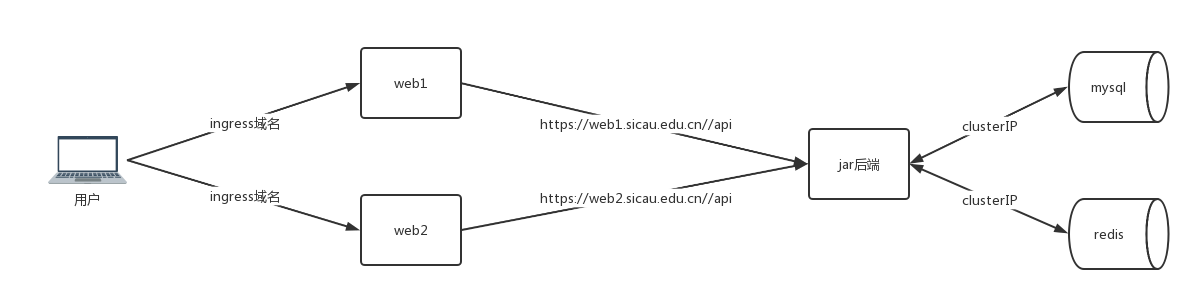 用户
ingress域名
ingress域名
web1
web2
https://web1.sicau.edu.cn//api
https://web2.sicau.edu.cn//api
jar后端
clusterIP
clusterIP
mysql
redis